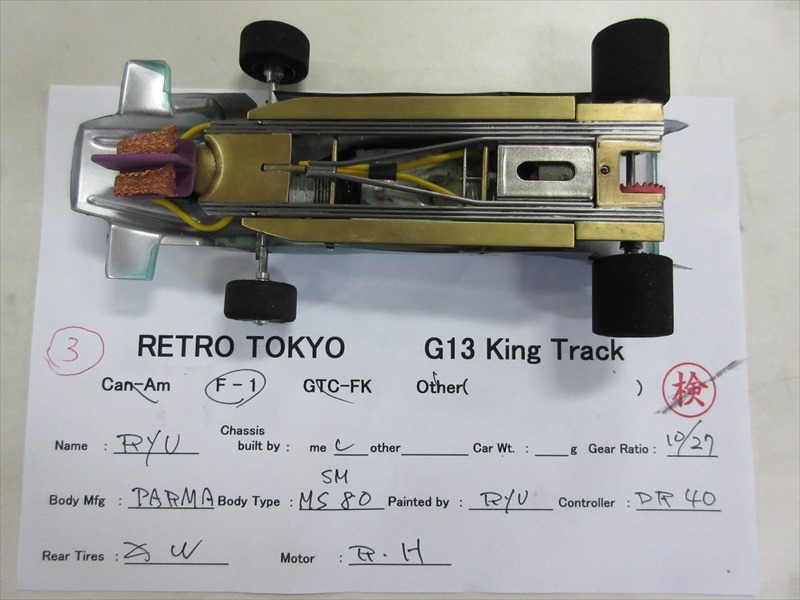 3 RETRO TOKYO G13 King Track
Can-Am F-1 GTC-FK Other( ) 検
Name : RYU Chassis built by : me other Car Wt. : g Gear Ratio : 10/27
SM
Body Mfg : PARMA Body Type : MS 80 Painted by : RYU Controller : DR 40
Rear Tires : W Motor : R.H